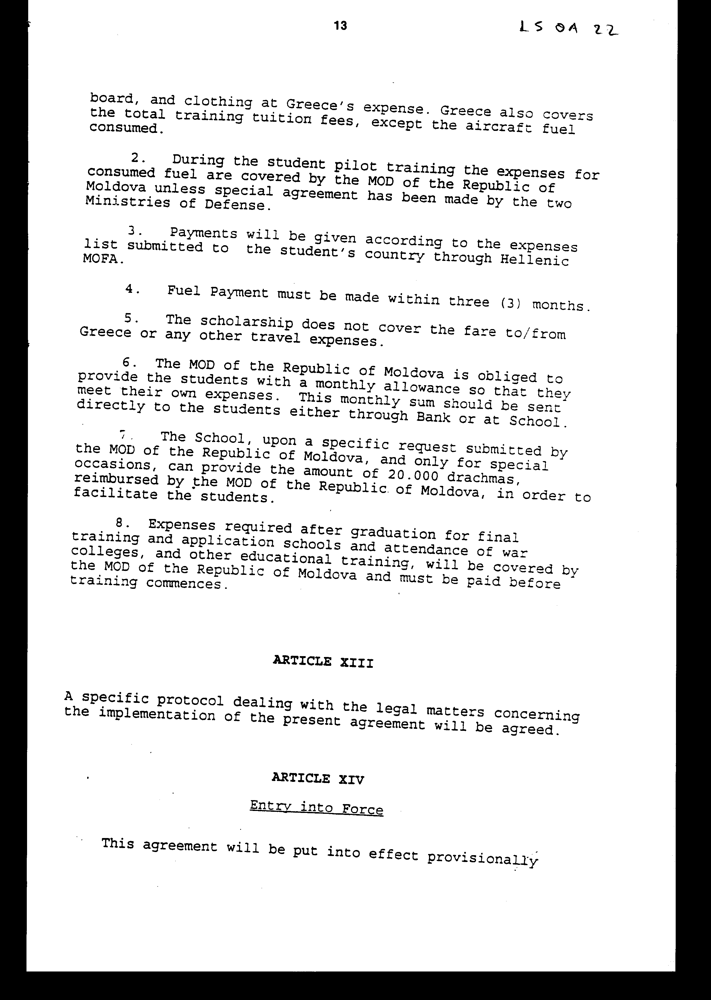 13
LS OA 22
board, and clothing at Greece's expense. Greece also covers
the total training tuition fees, except the aircraft fuel
consumed.
2. During the student pilot training the expenses for
consumed fuel are covered by the MOD of the Republic of
Moldova unless special agreement has been made by the two
Ministries of Defense.
3. Payments will be given according to the expenses
list submitted to the student's country through Hellenic
MOFA.
4. Fuel Payment must be made within three (3) months.
5. The scholarship does not cover the fare to/from
Greece or any other travel expenses.
6. The MOD of the Republic of Moldova is obliged to
provide the students with a monthly allowance so that they
meet their own expenses. This monthly sum should be sent
directly to the students either through Bank or at School.
7. The School, upon a specific request submitted by
the MOD of the Republic of Moldova, and only for special
occasions, can provide the amount of 20.000 drachmas,
reimbursed by the MOD of the Republic of Moldova, in order to
facilitate the students.
8. Expenses required after graduation for final
training and application schools and attendance of war
colleges, and other educational training, will be covered by
the MOD of the Republic of Moldova and must be paid before
training commences.
ARTICLE XIII
A specific protocol dealing with the legal matters concerning
the implementation of the present agreement will be agreed.
ARTICLE XIV
Entry into Force
This agreement will be put into effect provisionally